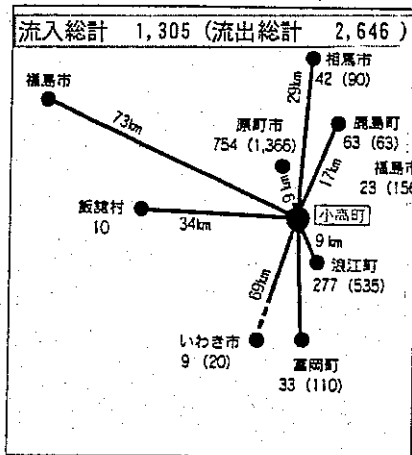 流入総計 1,305 (流出総計 2,646 )
相馬市
42 (90)
福島市
29km
73km
原町市
754 (1,366)
鹿島町
63 (63)
福島市
23 (156
9km
17km
飯舘村
10
34km
小高町
9km
浪江町
277 (535)
69km
いわき市
9 (20)
富岡町
33 (110)